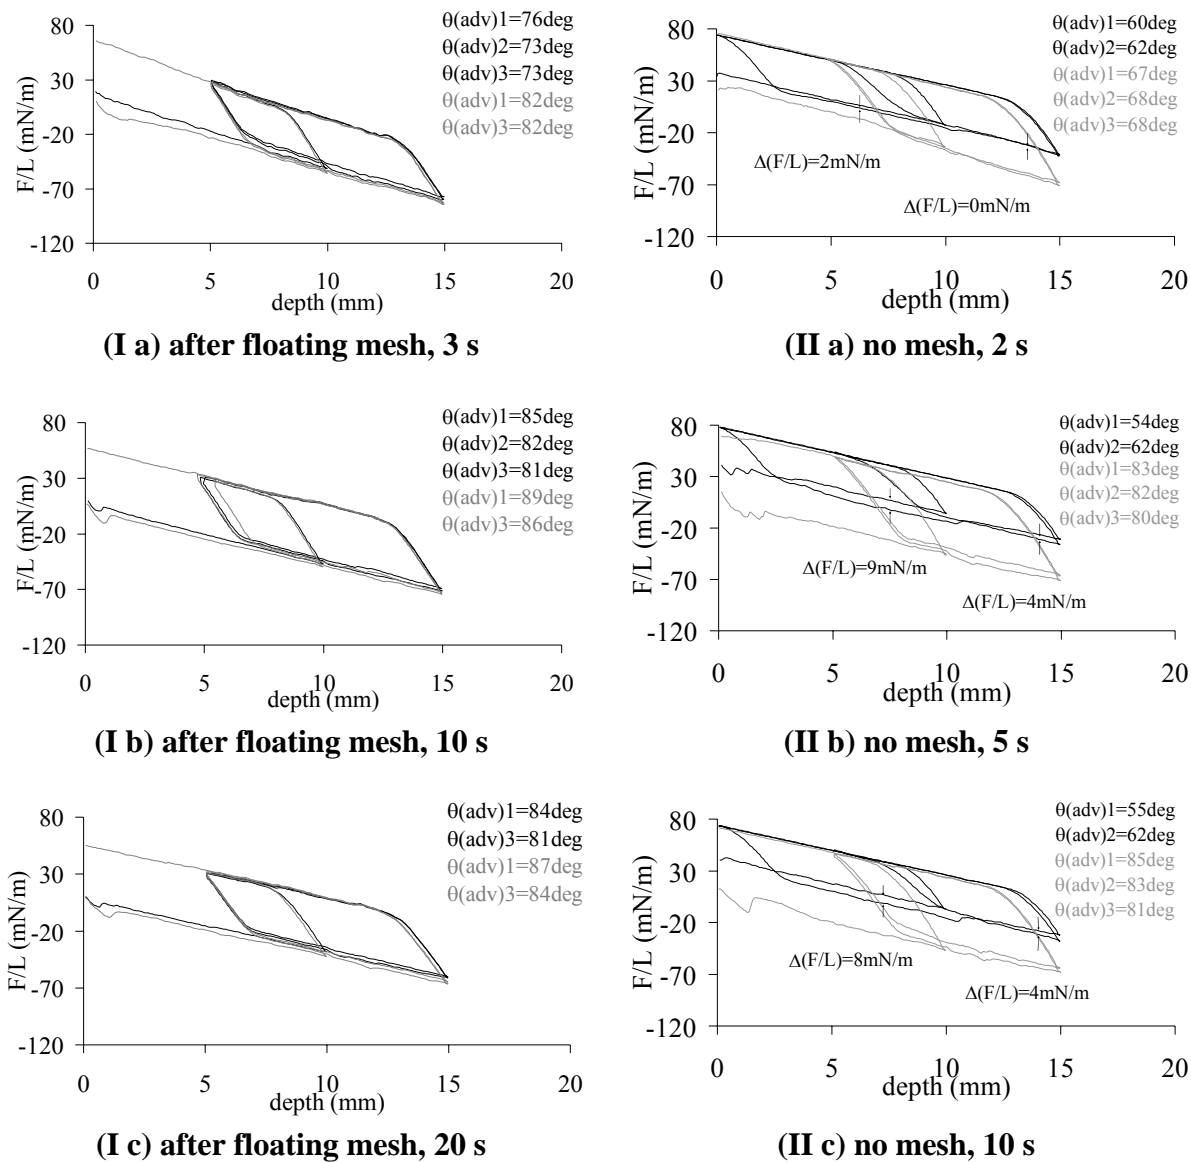 80
30
-20
-70
-120
F/L (mN/m)
0 5 10 15 20
depth (mm)
θ(adv)1=76deg
θ(adv)2=73deg
θ(adv)3=73deg
θ(adv)1=82deg
θ(adv)3=82deg
(I a) after floating mesh, 3 s
80
30
-20
-70
-120
F/L (mN/m)
0 5 10 15 20
depth (mm)
θ(adv)1=60deg
θ(adv)2=62deg
θ(adv)1=67deg
θ(adv)2=68deg
θ(adv)3=68deg
Δ(F/L)=2mN/m
Δ(F/L)=0mN/m
(II a) no mesh, 2 s
80
30
-20
-70
-120
F/L (mN/m)
0 5 10 15 20
depth (mm)
θ(adv)1=85deg
θ(adv)2=82deg
θ(adv)3=81deg
θ(adv)1=89deg
θ(adv)3=86deg
(I b) after floating mesh, 10 s
80
30
-20
-70
-120
F/L (mN/m)
0 5 10 15 20
depth (mm)
θ(adv)1=54deg
θ(adv)2=62deg
θ(adv)1=83deg
θ(adv)2=82deg
θ(adv)3=80deg
Δ(F/L)=9mN/m
Δ(F/L)=4mN/m
(II b) no mesh, 5 s
80
30
-20
-70
-120
F/L (mN/m)
0 5 10 15 20
depth (mm)
θ(adv)1=84deg
θ(adv)3=81deg
θ(adv)1=87deg
θ(adv)3=84deg
(I c) after floating mesh, 20 s
80
30
-20
-70
-120
F/L (mN/m)
0 5 10 15 20
depth (mm)
θ(adv)1=55deg
θ(adv)2=62deg
θ(adv)1=85deg
θ(adv)2=83deg
θ(adv)3=81deg
Δ(F/L)=8mN/m
Δ(F/L)=4mN/m
(II c) no mesh, 10 s